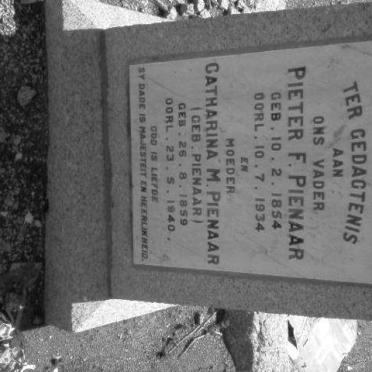 TER GEDAGTENIS
AAN
ONS VADER
PIETER F. PIENAAR
GEB. 10. 2. 1854
OORL. 10. 7. 1934
EN
MOEDER
CATHARINA M. PIENAAR
(GEB. PIENAAR)
GEB. 26. 8. 1859
OORL. 23. 5. 1940.
GOD IS LIEFDE
SY DADE IS MAJESTEIT EN HEERLIKHEID.